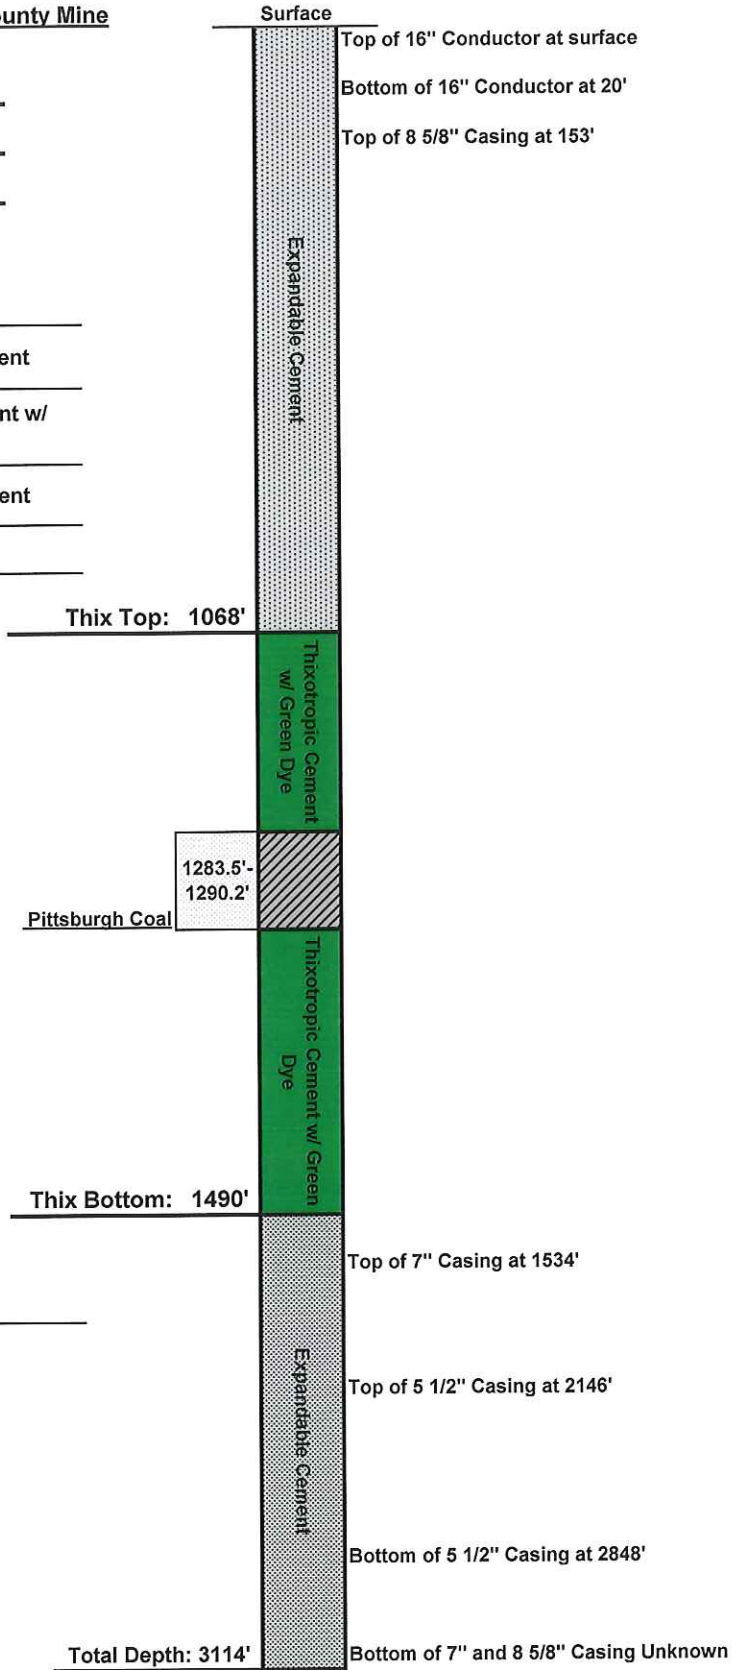 unty Mine
Surface
Top of 16" Conductor at surface
Bottom of 16" Conductor at 20'
Top of 8 5/8" Casing at 153'
Expandable Cement
ent
nt w/
ent
Thix Top: 1068'
Thixotropic Cement
w/ Green Dye
1283.5'-
1290.2'
Pittsburgh Coal
Thixotropic Cement w/ Green
Dye
Thix Bottom: 1490'
Top of 7" Casing at 1534'
Top of 5 1/2" Casing at 2146'
Expandable Cement
Bottom of 5 1/2" Casing at 2848'
Total Depth: 3114'
Bottom of 7" and 8 5/8" Casing Unknown